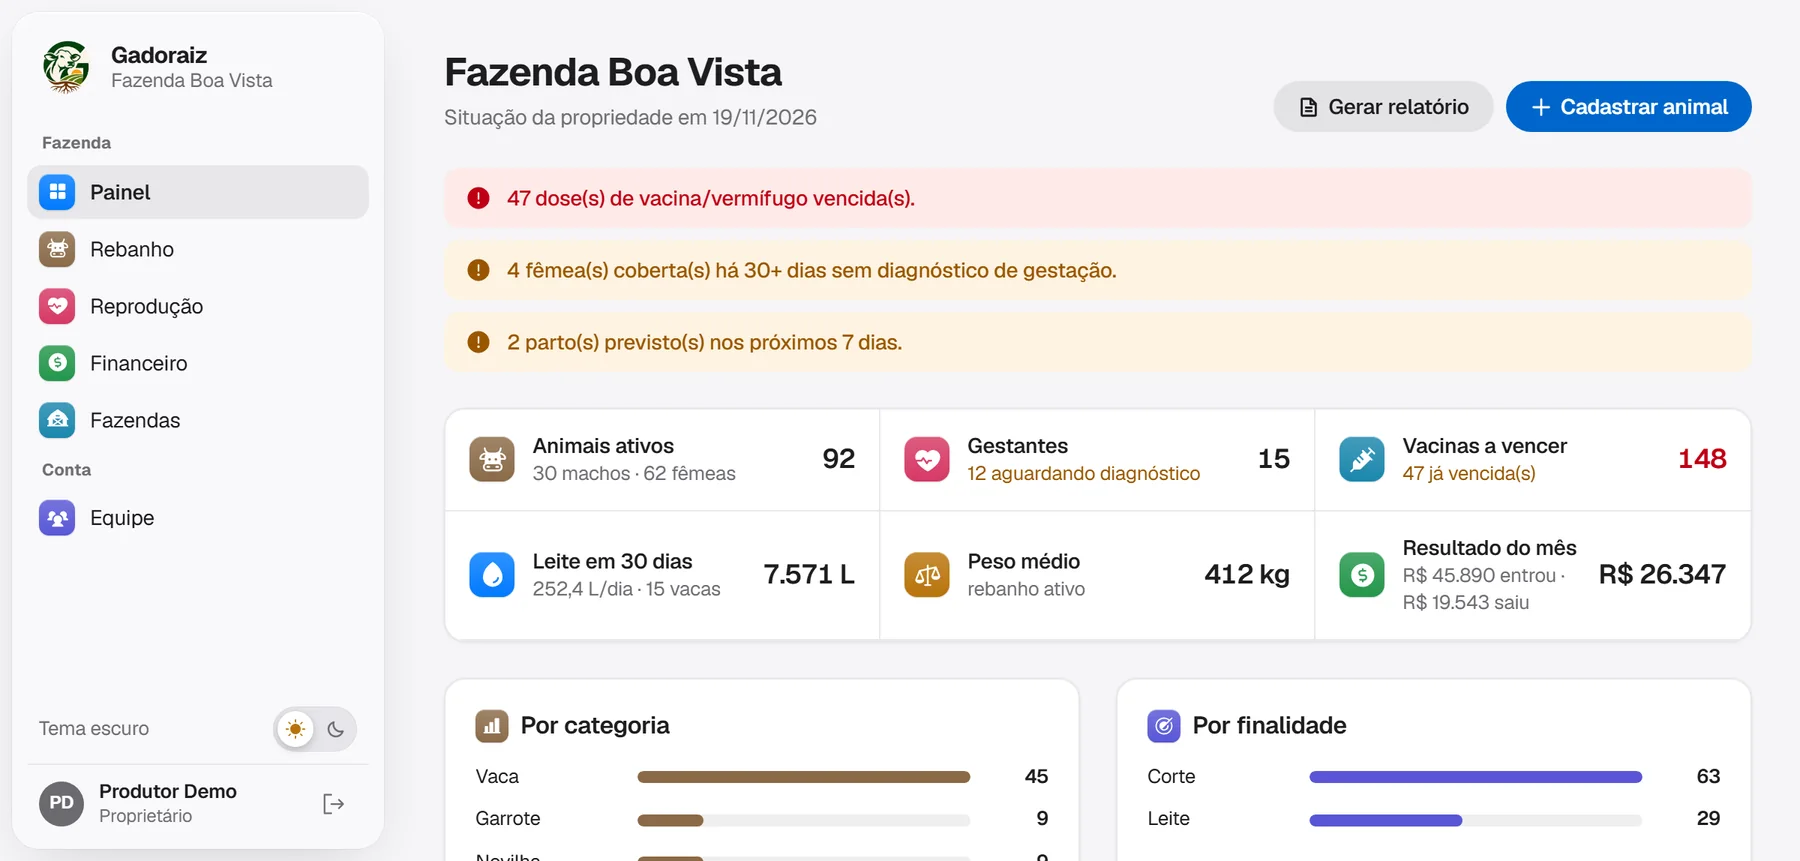 Gadoraiz
Fazenda Boa Vista
Fazenda
Painel
Rebanho
Reprodução
Financeiro
Fazendas
Conta
Equipe
Tema escuro
PD
Produtor Demo
Proprietário
Fazenda Boa Vista
Situação da propriedade em 19/11/2026
Gerar relatório
Cadastrar animal
47 dose(s) de vacina/vermífugo vencida(s).
4 fêmea(s) coberta(s) há 30+ dias sem diagnóstico de gestação.
2 parto(s) previsto(s) nos próximos 7 dias.
Animais ativos
30 machos · 62 fêmeas
92
Gestantes
12 aguardando diagnóstico
15
Vacinas a vencer
47 já vencida(s)
148
Leite em 30 dias
252,4 L/dia · 15 vacas
7.571 L
Peso médio
rebanho ativo
412 kg
Resultado do mês
R$ 45.890 entrou ·
R$ 19.543 saiu
R$ 26.347
Por categoria
Vaca 45
Garrote 9
Novilha 9
Por finalidade
Corte 63
Leite 29